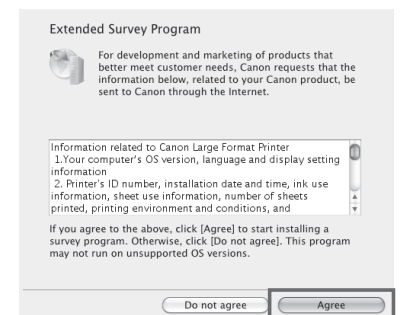 Extended Survey Program
For development and marketing of products that
better meet customer needs, Canon requests that the
information below, related to your Canon product, be
sent to Canon through the Internet.
Information related to Canon Large Format Printer
1.Your computer's OS version, language and display setting
information
2. Printer's ID number, installation date and time, ink use
information, sheet use information, number of sheets
printed, printing environment and conditions, and
If you agree to the above, click [Agree] to start installing a
survey program. Otherwise, click [Do not agree]. This program
may not run on unsupported OS versions.
Do not agree
Agree